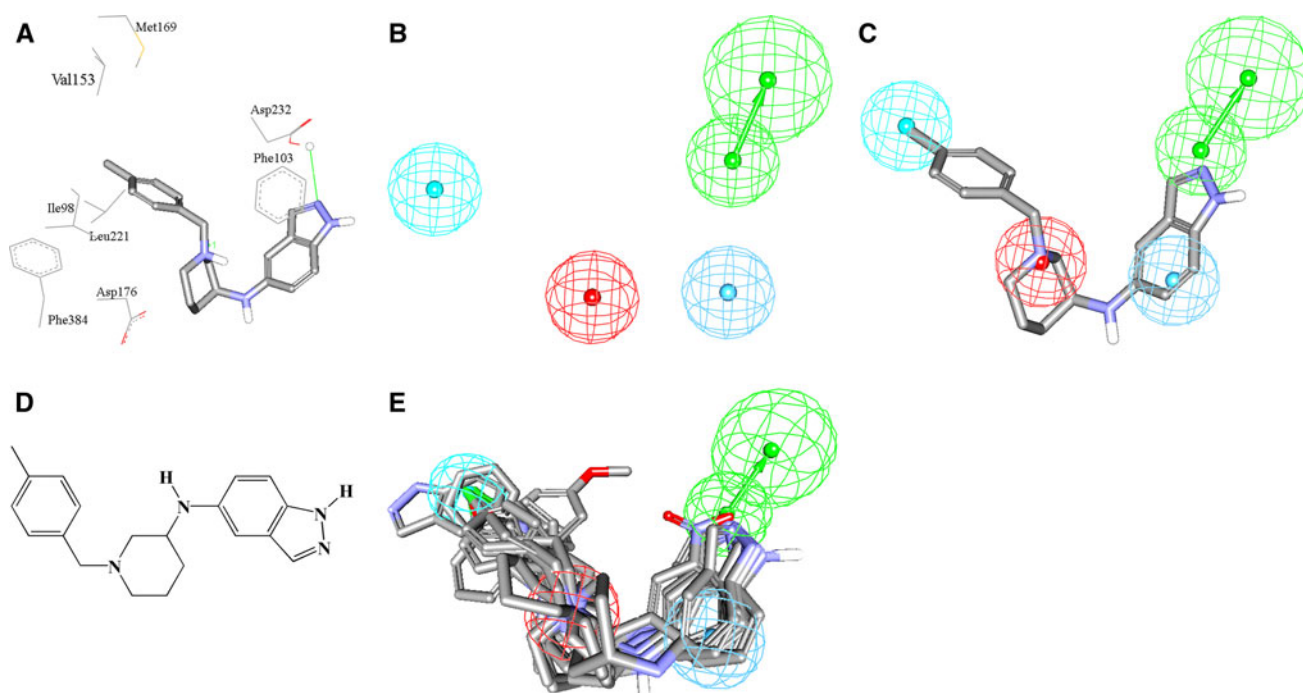 A
Met169
Val153
Asp232
Phe103
Ile98
Leu221
Asp176
Phe384
B
C
D
H
N
N
H
N
N
E